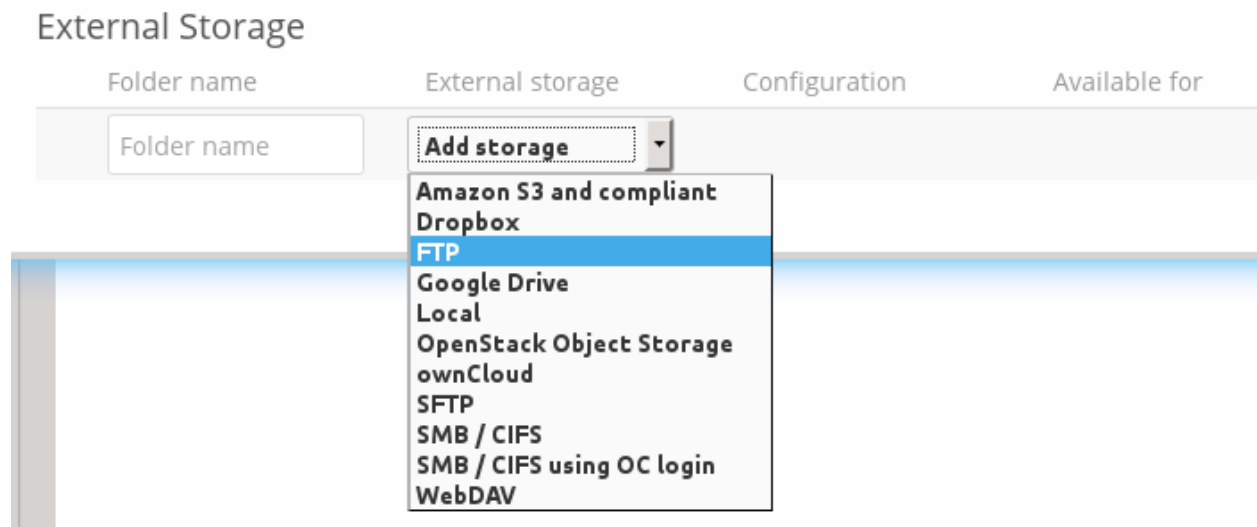 External Storage
Folder name External storage Configuration Available for
Folder name Add storage
Amazon S3 and compliant
Dropbox
FTP
Google Drive
Local
OpenStack Object Storage
ownCloud
SFTP
SMB / CIFS
SMB / CIFS using OC login
WebDAV